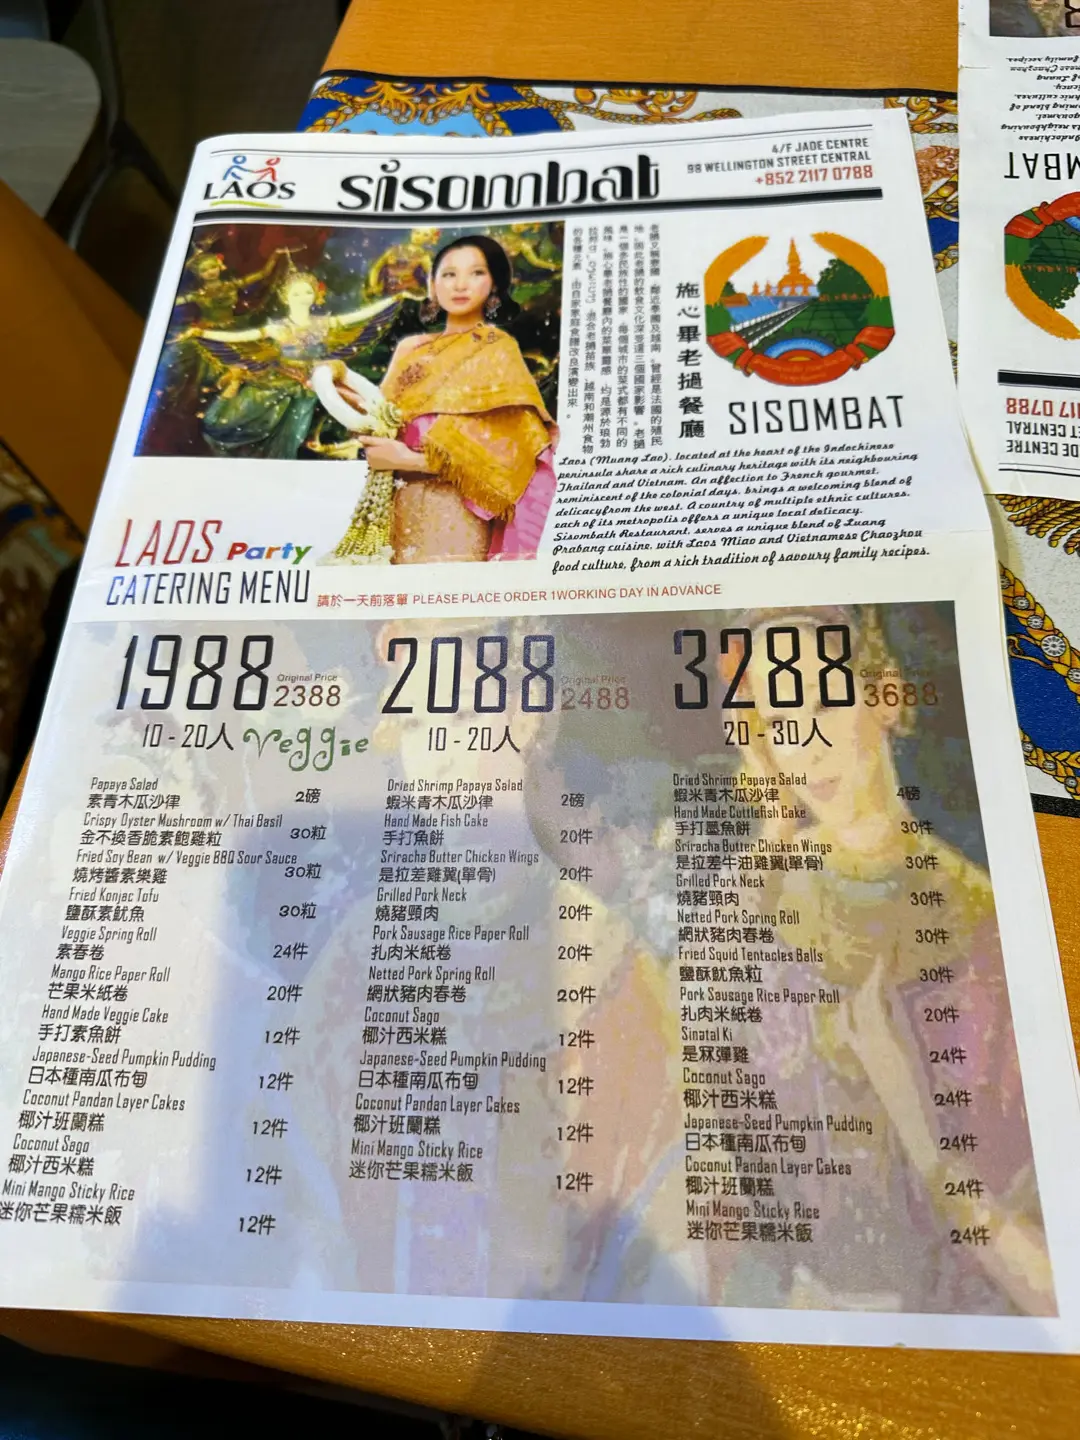 LAOS
sisombat
4/F JADE CENTRE
98 WELLINGTON STREET CENTRAL
+852 2117 0788
施心畢老撾餐廳
SISOMBAT
Laos (Muang Lao), located at the heart of the Indochinese
peninsula share a rich culinary heritage with its neighbouring
Thailand and Vietnam. An affection to French gourmet,
reminiscent of the colonial days, brings a welcoming blend of
delicacy from the west. A country of multiple ethnic cultures,
each of its metropolis offers a unique local delicacy.
Sisombath Restaurant, serves a unique blend of Luang
Prabang cuisine, with Laos Miao and Vietnamese Chaozhou
food culture, from a rich tradition of savoury family recipes.
LAOS Party
CATERING MENU 請於一天前落單 PLEASE PLACE ORDER 1WORKING DAY IN ADVANCE
1988
Original Price
2388
10 - 20人 Veggie
Papaya Salad
素青木瓜沙律 2磅
Crispy Oyster Mushroom w/ Thai Basil
金不換香脆素鮑雞粒 30粒
Fried Soy Bean w/ Veggie BBQ Sour Sauce
燒烤醬素樂雞 30粒
Fried Konjac Tofu
鹽酥素魷魚 30粒
Veggie Spring Roll
素春卷 24件
Mango Rice Paper Roll
芒果米紙卷 20件
Hand Made Veggie Cake
手打素魚餅 12件
Japanese-Seed Pumpkin Pudding
日本種南瓜布甸 12件
Coconut Pandan Layer Cakes
椰汁班蘭糕 12件
Coconut Sago
椰汁西米糕 12件
Mini Mango Sticky Rice
迷你芒果糯米飯 12件
2088
Original Price
2488
10 - 20人
Dried Shrimp Papaya Salad
蝦米青木瓜沙律 2磅
Hand Made Fish Cake
手打魚餅 20件
Sriracha Butter Chicken Wings
是拉差雞翼(單骨) 20件
Grilled Pork Neck
燒豬頸肉 20件
Pork Sausage Rice Paper Roll
扎肉米紙卷 20件
Netted Pork Spring Roll
網狀豬肉春卷 20件
Coconut Sago
椰汁西米糕 12件
Japanese-Seed Pumpkin Pudding
日本種南瓜布甸 12件
Coconut Pandan Layer Cakes
椰汁班蘭糕 12件
Mini Mango Sticky Rice
迷你芒果糯米飯 12件
3288
Original Price
3688
20 - 30人
Dried Shrimp Papaya Salad
蝦米青木瓜沙律 4磅
Hand Made Cuttlefish Cake
手打墨魚餅 30件
Sriracha Butter Chicken Wings
是拉差牛油雞翼(單骨) 30件
Grilled Pork Neck
燒豬頸肉 30件
Netted Pork Spring Roll
網狀豬肉春卷 30件
Fried Squid Tentacles Balls
鹽酥魷魚粒 30件
Pork Sausage Rice Paper Roll
扎肉米紙卷 20件
Sinatal Ki
是冧彈雞 24件
Coconut Sago
椰汁西米糕 24件
Japanese-Seed Pumpkin Pudding
日本種南瓜布甸 24件
Coconut Pandan Layer Cakes
椰汁班蘭糕 24件
Mini Mango Sticky Rice
迷你芒果糯米飯 24件